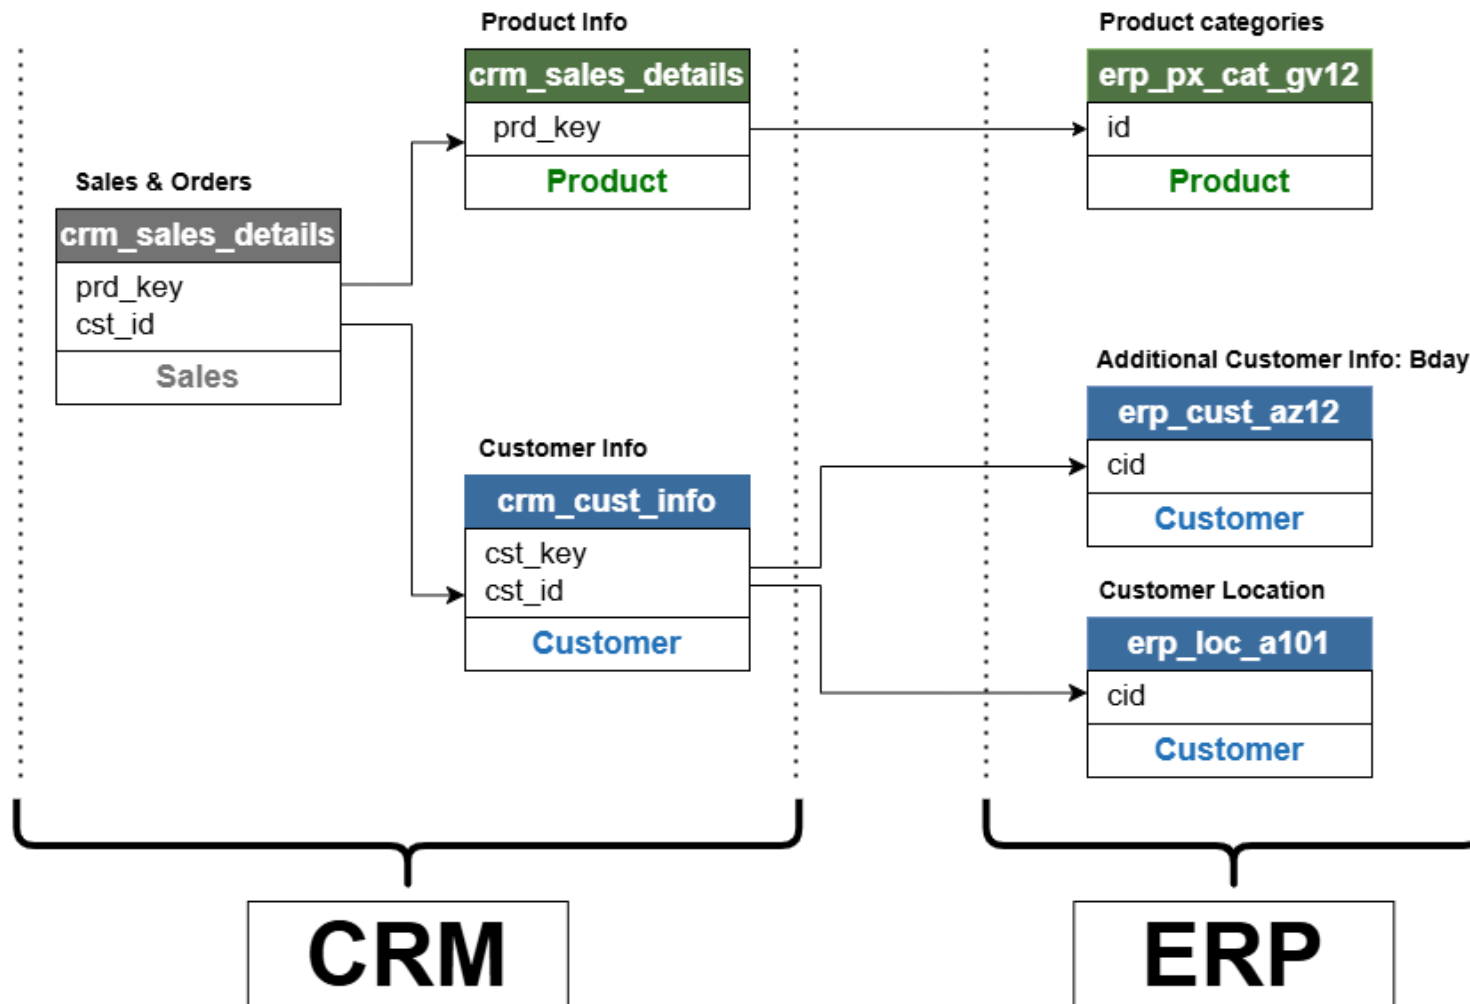 Product Info
crm_sales_details
prd_key
Product
Product categories
erp_px_cat_gv12
id
Product
Sales & Orders
crm_sales_details
prd_key
cst_id
Sales
Customer Info
crm_cust_info
cst_key
cst_id
Customer
Additional Customer Info: Bday
erp_cust_az12
cid
Customer
Customer Location
erp_loc_a101
cid
Customer
CRM
ERP